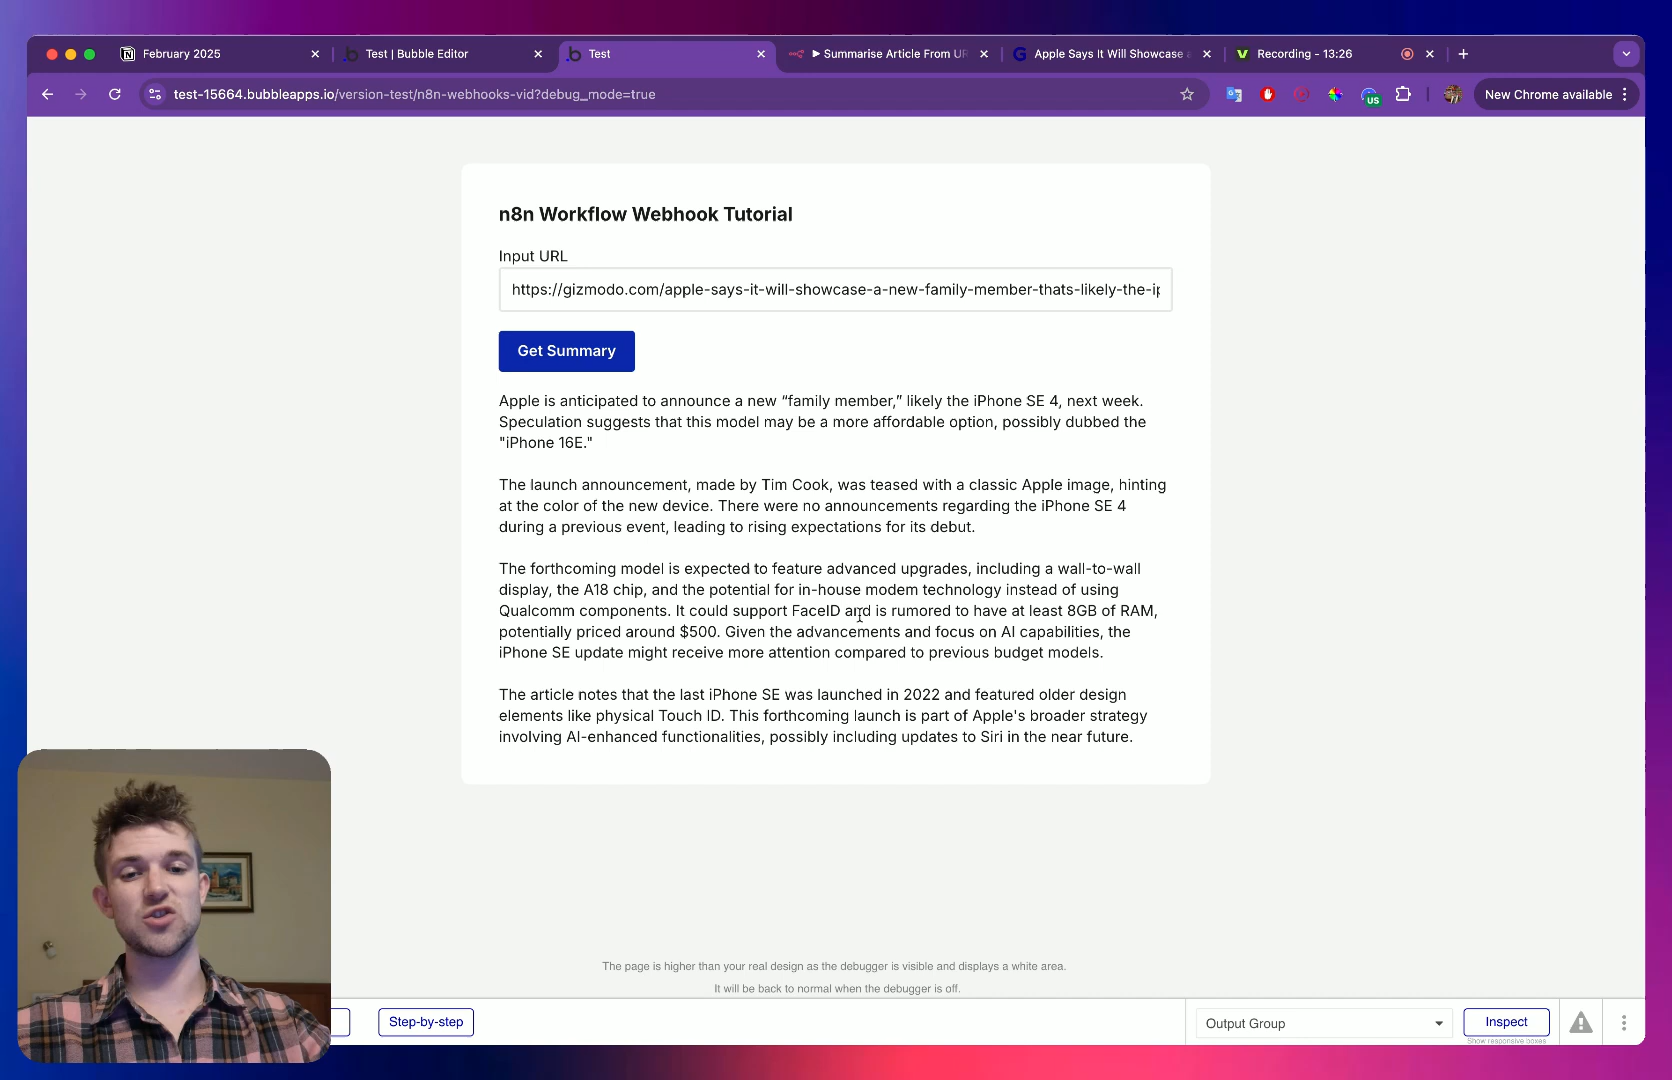 February 2025
Test | Bubble Editor
Test
Summarise Article From UR
Apple Says It Will Showcase a
Recording - 13:26
test-15664.bubbleapps.io/version-test/n8n-webhooks-vid?debug_mode=true
US
New Chrome available
n8n Workflow Webhook Tutorial
Input URL
https://gizmodo.com/apple-says-it-will-showcase-a-new-family-member-thats-likely-the-ip
Get Summary
Apple is anticipated to announce a new “family member,” likely the iPhone SE 4, next week.
Speculation suggests that this model may be a more affordable option, possibly dubbed the
"iPhone 16E."
The launch announcement, made by Tim Cook, was teased with a classic Apple image, hinting
at the color of the new device. There were no announcements regarding the iPhone SE 4
during a previous event, leading to rising expectations for its debut.
The forthcoming model is expected to feature advanced upgrades, including a wall-to-wall
display, the A18 chip, and the potential for in-house modem technology instead of using
Qualcomm components. It could support FaceID and is rumored to have at least 8GB of RAM,
potentially priced around $500. Given the advancements and focus on AI capabilities, the
iPhone SE update might receive more attention compared to previous budget models.
The article notes that the last iPhone SE was launched in 2022 and featured older design
elements like physical Touch ID. This forthcoming launch is part of Apple's broader strategy
involving AI-enhanced functionalities, possibly including updates to Siri in the near future.
The page is higher than your real design as the debugger is visible and displays a white area.
It will be back to normal when the debugger is off.
Step-by-step
Output Group
Inspect
Show responsive boxes